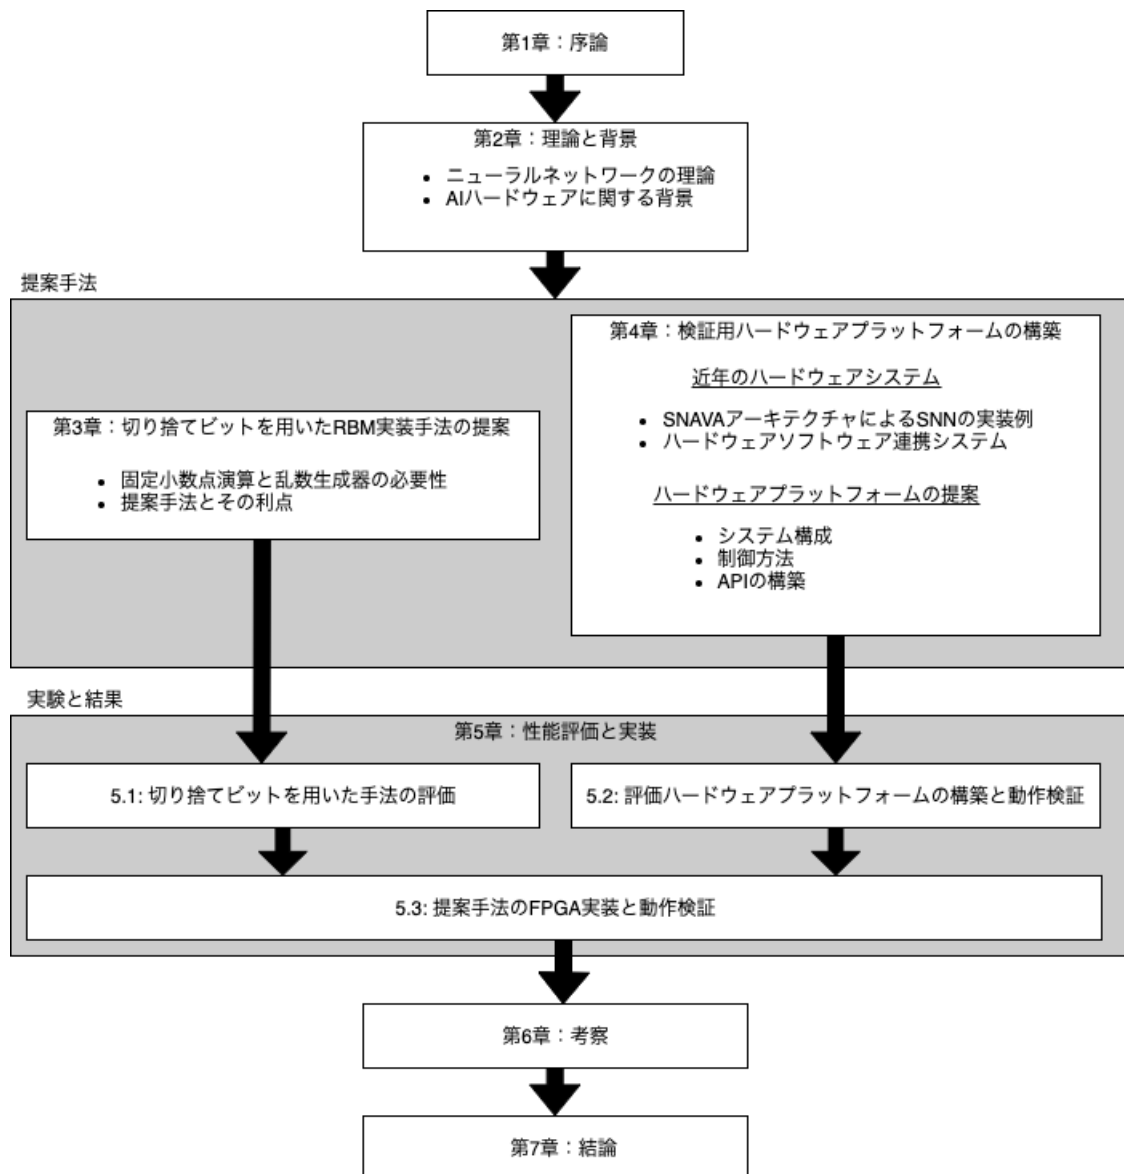 第1章：序論
第2章：理論と背景
• ニューラルネットワークの理論
• AIハードウェアに関する背景
提案手法
第3章：切り捨てビットを用いたRBM実装手法の提案
• 固定小数点演算と乱数生成器の必要性
• 提案手法とその利点
第4章：検証用ハードウェアプラットフォームの構築
近年のハードウェアシステム
• SNAVAアーキテクチャによるSNNの実装例
• ハードウェアソフトウェア連携システム
ハードウェアプラットフォームの提案
• システム構成
• 制御方法
• APIの構築
実験と結果
第5章：性能評価と実装
5.1: 切り捨てビットを用いた手法の評価
5.2: 評価ハードウェアプラットフォームの構築と動作検証
5.3: 提案手法のFPGA実装と動作検証
第6章：考察
第7章：結論